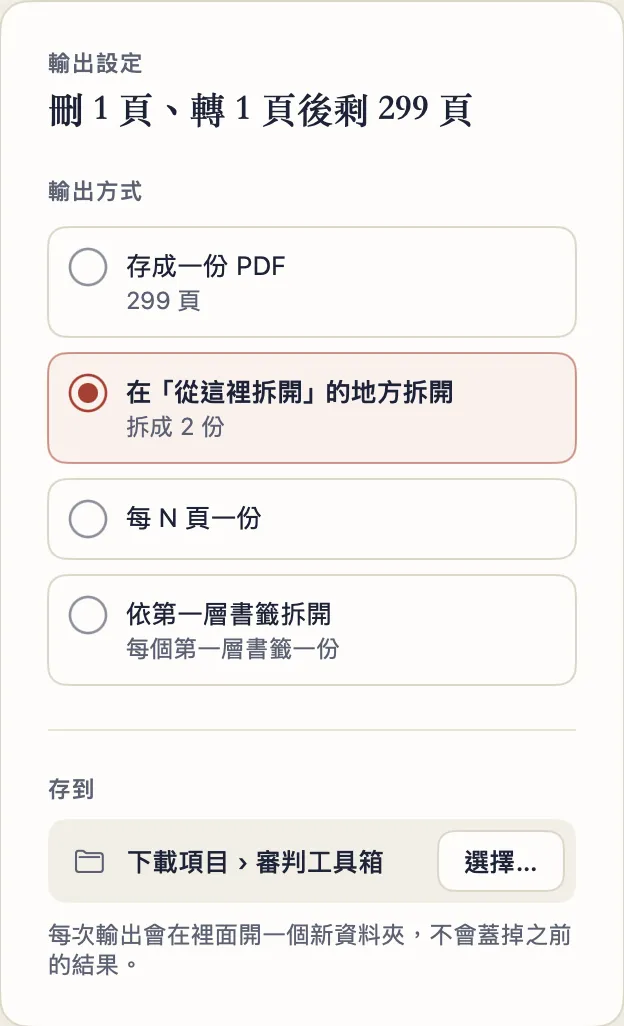 輸出設定
刪 1 頁、轉 1 頁後剩 299 頁
輸出方式
存成一份 PDF
299 頁
在「從這裡拆開」的地方拆開
拆成 2 份
每 N 頁一份
依第一層書籤拆開
每個第一層書籤一份
存到
下載項目 › 審判工具箱
選擇...
每次輸出會在裡面開一個新資料夾，不會蓋掉之前
的結果。